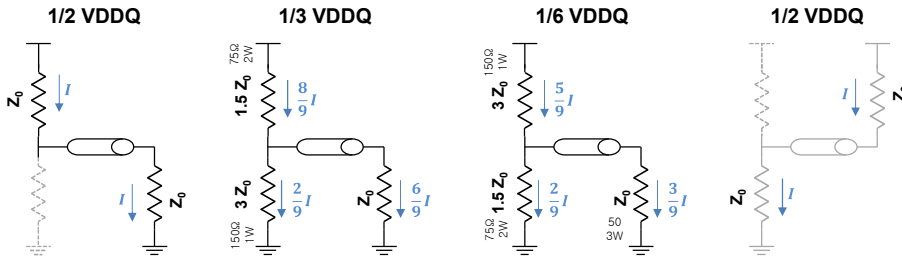 1/2 VDDQ
Z0
I
I
Z0
1/3 VDDQ
75Ω
2W
1.5 Z0
8/9 I
3 Z0
150Ω
1W
2/9 I
Z0
6/9 I
1/6 VDDQ
150Ω
1W
3 Z0
5/9 I
1.5 Z0
75Ω
2W
2/9 I
Z0
50
3W
3/9 I
1/2 VDDQ
I
Z0
Z0
I